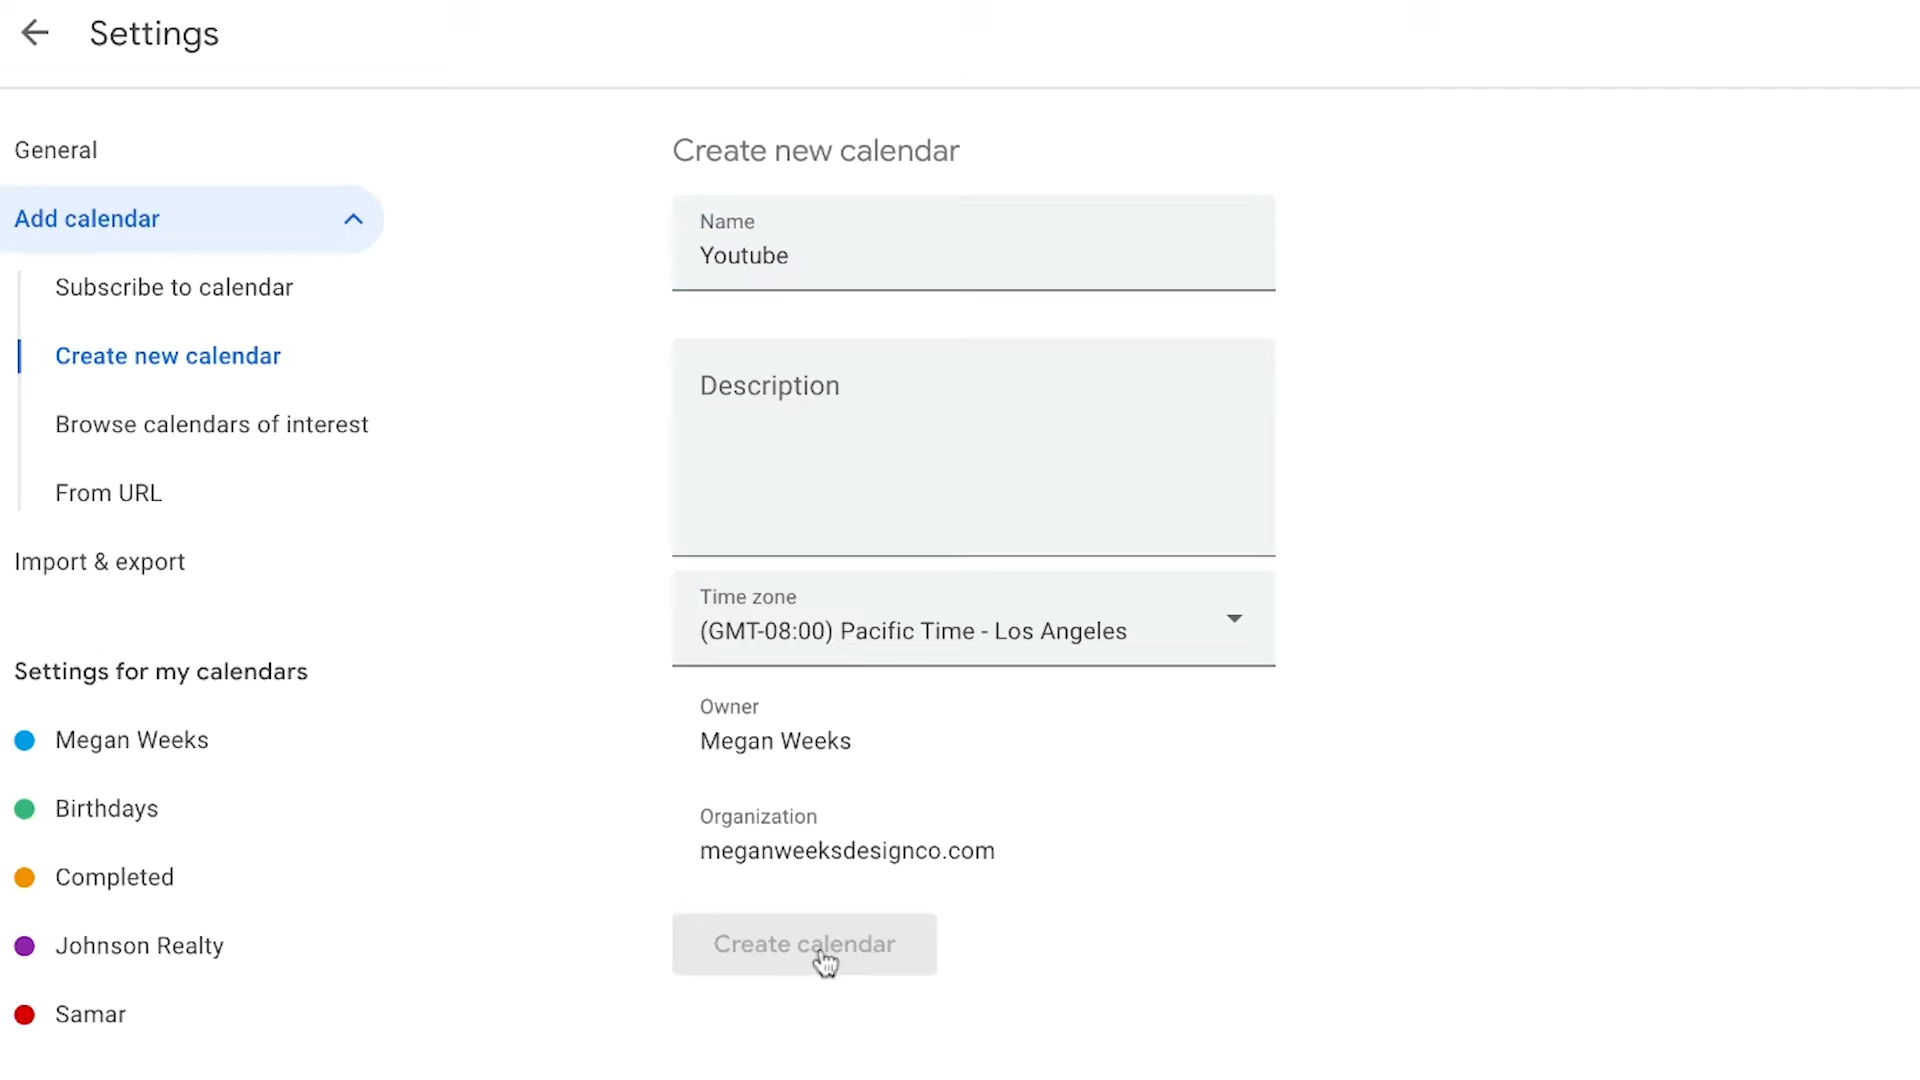 Settings
General
Add calendar
Subscribe to calendar
Create new calendar
Browse calendars of interest
From URL
Import & export
Settings for my calendars
Megan Weeks
Birthdays
Completed
Johnson Realty
Samar
Create new calendar
Name
Youtube
Description
Time zone
(GMT-08:00) Pacific Time - Los Angeles
Owner
Megan Weeks
Organization
meganweeksdesignco.com
Create calendar